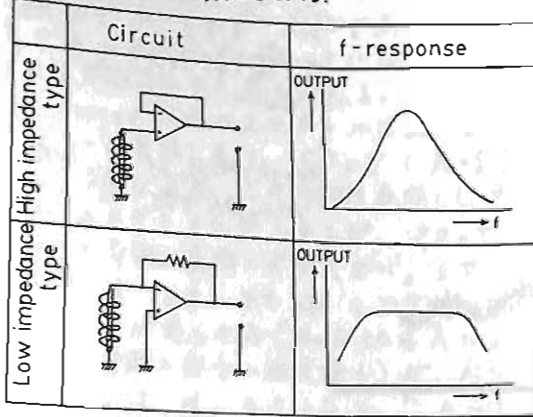 Circuit
f-response
High impedance
type
OUTPUT
f
Low impedance
type
OUTPUT
f